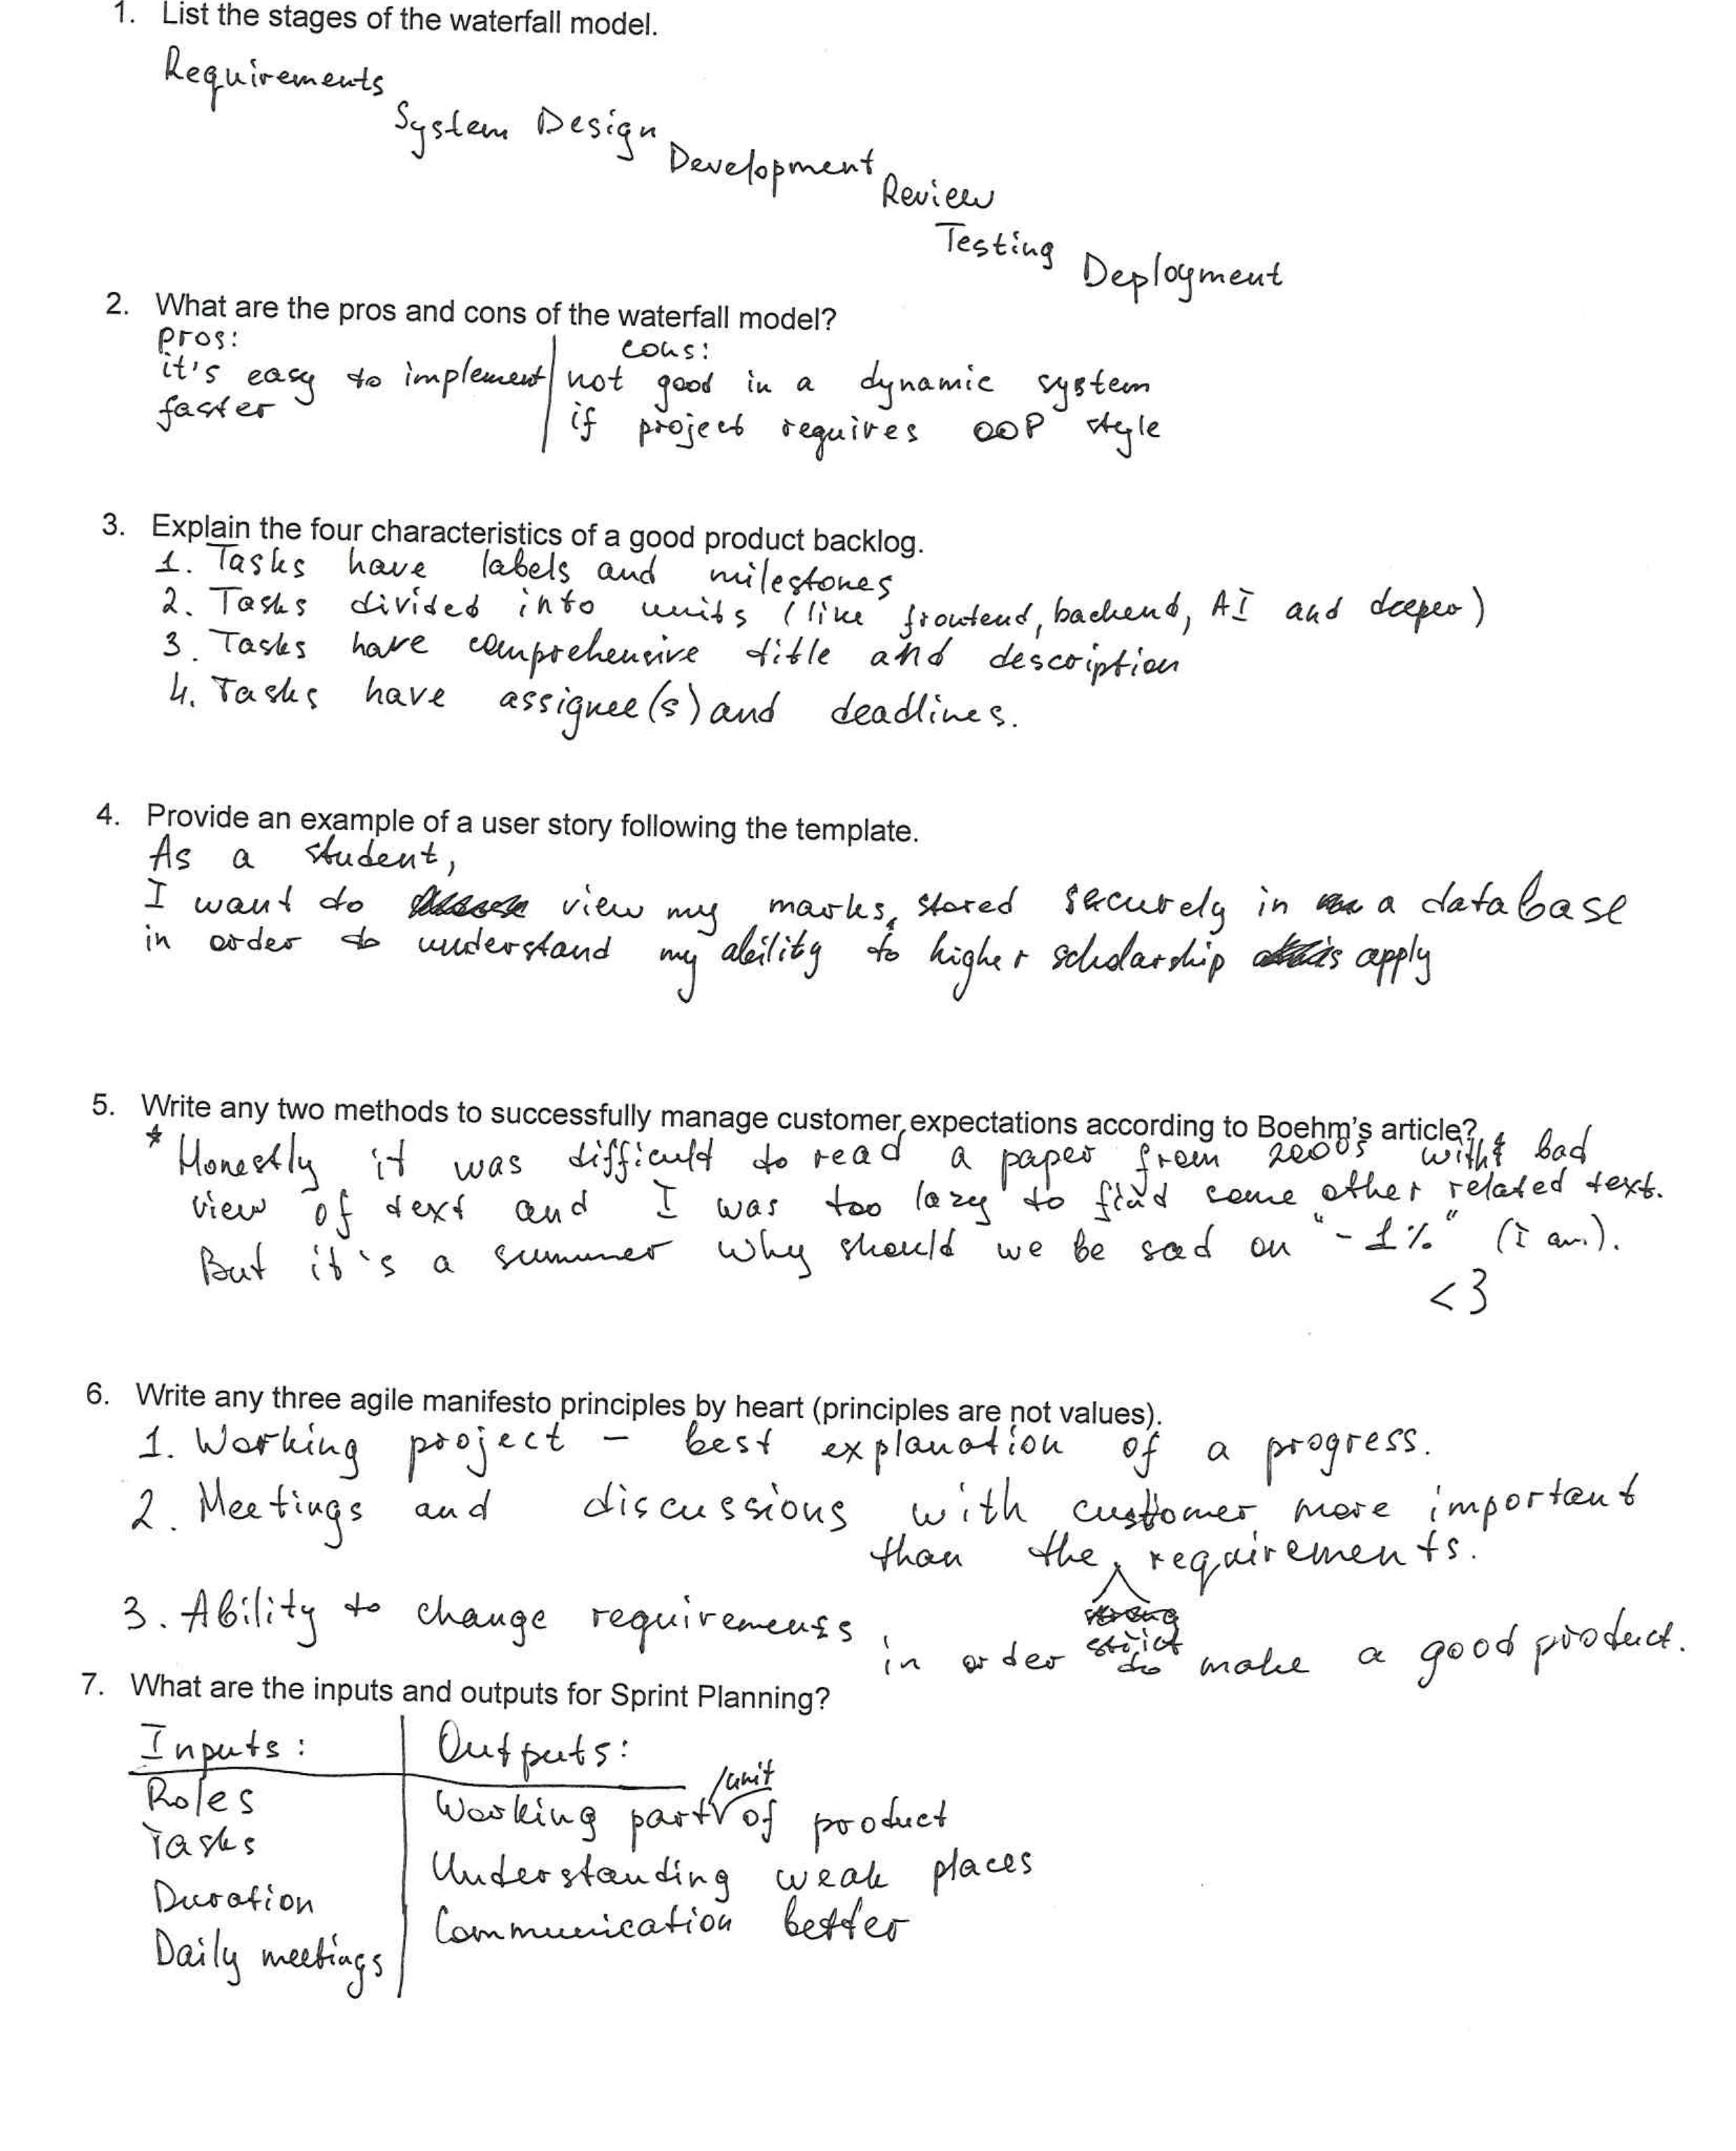 1. List the stages of the waterfall model.
Requirements
System Design
Development
Review
Testing
Deployment
2. What are the pros and cons of the waterfall model?
pros:
cons:
it's easy to implement
not good in a dynamic system
faster
if project requires OOP style
3. Explain the four characteristics of a good product backlog.
1. Tasks have labels and milestones
2. Tasks divided into units (like frontend, backend, AI and deeper)
3. Tasks have comprehensive title and description
4. Tasks have assignee(s) and deadlines.
4. Provide an example of a user story following the template.
As a student,
I want to view my marks, stored securely in a database
in order to understand my ability to higher scholarship apply
5. Write any two methods to successfully manage customer expectations according to Boehm's article?
* Honestly, it was difficult to read a paper from 2000's with bad
view of text and I was too lazy to find some other related text.
But it's a summer why should we be sad on "-1%" (I am).
<3
6. Write any three agile manifesto principles by heart (principles are not values).
1. Working project - best explanation of a progress.
2. Meetings and discussions with customer more important
than the strict requirements.
3. Ability to change requirements in order to make a good product.
7. What are the inputs and outputs for Sprint Planning?
Inputs:
Outputs:
Roles
Working part/unit of product
Tasks
Understanding weak places
Duration
Communication better
Daily meetings